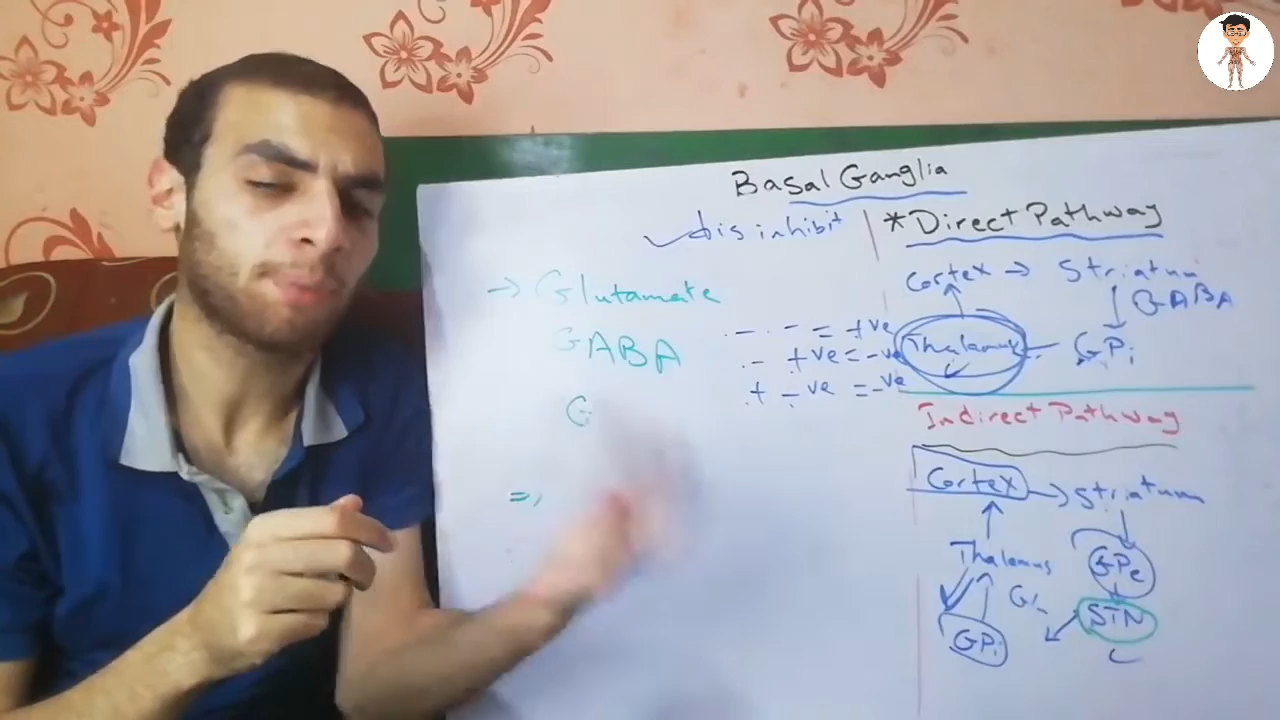 Basal Ganglia
disinhibit
*Direct Pathway
→ Glutamate
GABA
G
=,
- - = +ve
- +ve = -ve
+ -ve = -ve
Cortex → Striatum
GABA
Thalamus GPi
Indirect Pathway
Cortex → Striatum
Thalamus GPe
STN
GPi